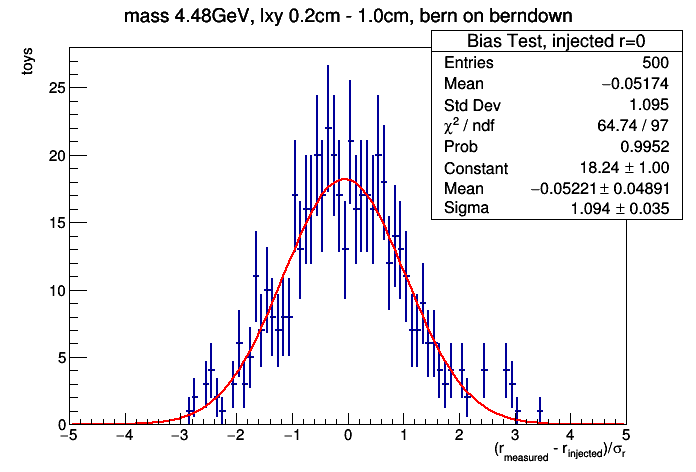 mass 4.48GeV, lxy 0.2cm - 1.0cm, bern on berndown
Bias Test, injected r=0
Entries 500
Mean −0.05174
Std Dev 1.095
χ² / ndf 64.74 / 97
Prob 0.9952
Constant 18.24 ± 1.00
Mean −0.05221 ± 0.04891
Sigma 1.094 ± 0.035
toys
25
20
15
10
5
0
−5 −4 −3 −2 −1 0 1 2 3 4 5
(r_measured - r_injected)/σ_r